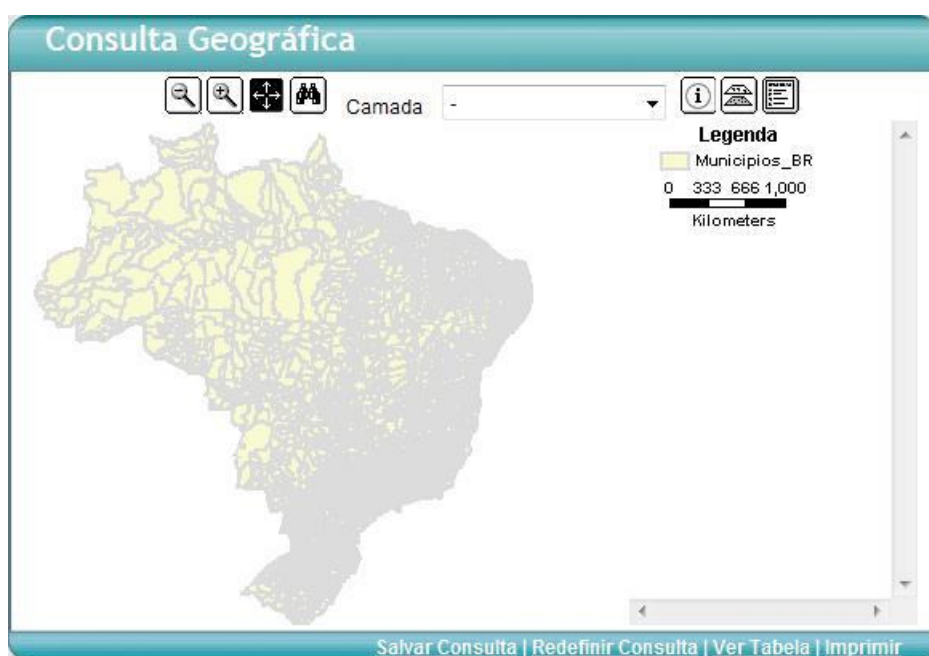 Consulta Geográfica
Camada -
Legenda
Municipios_BR
0 333 666 1,000
Kilometers
Salvar Consulta | Redefinir Consulta | Ver Tabela | Imprimir